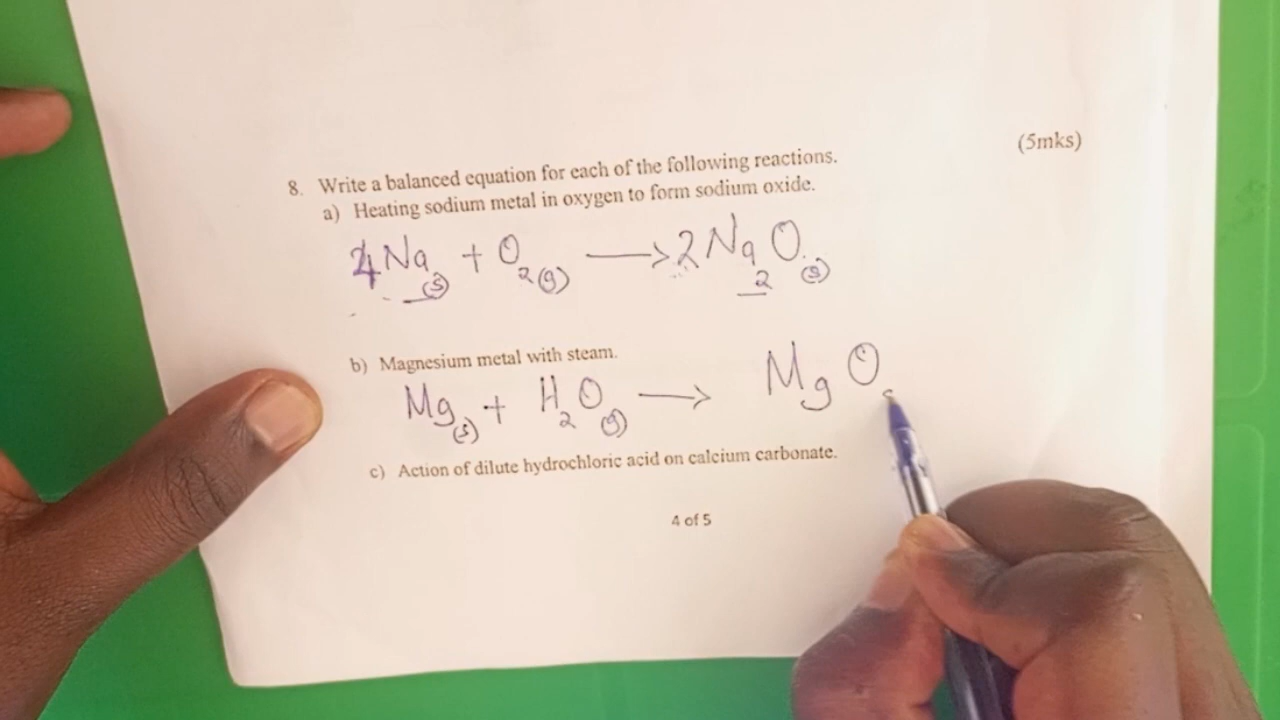 (5mks)
8. Write a balanced equation for each of the following reactions.
a) Heating sodium metal in oxygen to form sodium oxide.
4Na(s) + O2(g) → 2Na2O(s)
b) Magnesium metal with steam.
Mg(s) + H2O(g) → MgO
c) Action of dilute hydrochloric acid on calcium carbonate.
4 of 5